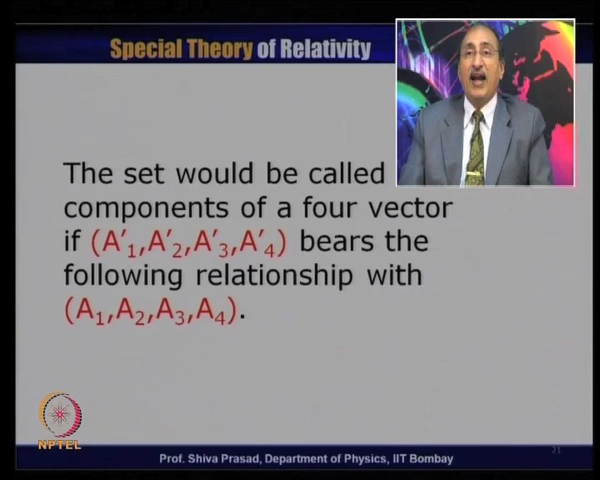 Special Theory of Relativity
The set would be called
components of a four vector
if (A′₁,A′₂,A′₃,A′₄) bears the
following relationship with
(A₁,A₂,A₃,A₄).
NPTEL
Prof. Shiva Prasad, Department of Physics, IIT Bombay
21